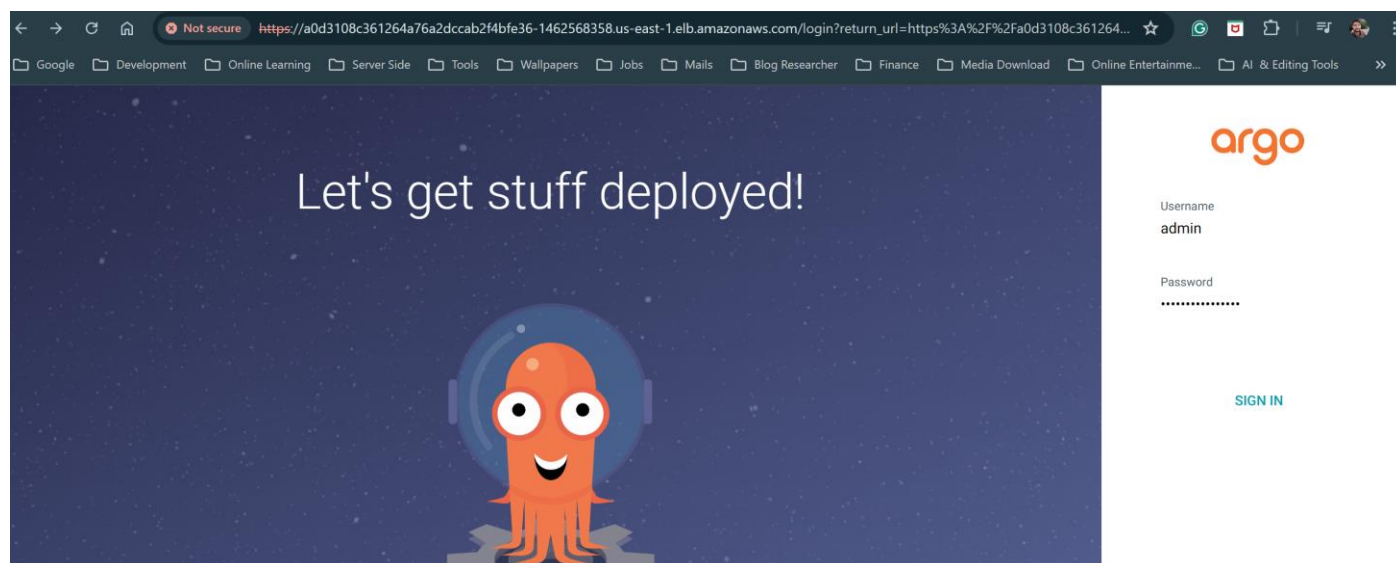 Not secure https://a0d3108c361264a76a2dccab2f4bfe36-1462568358.us-east-1.elb.amazonaws.com/login?return_url=https%3A%2F%2Fa0d3108c361264...
Google Development Online Learning Server Side Tools Wallpapers Jobs Mails Blog Researcher Finance Media Download Online Entertainme... AI & Editing Tools »
argo
Let's get stuff deployed!
Username
admin
Password
••••••••••••••••
SIGN IN